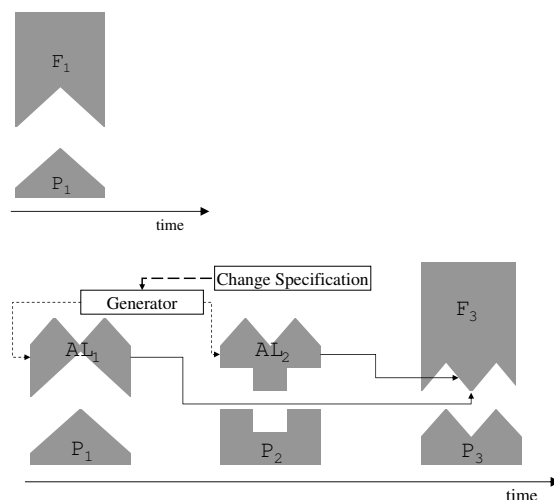 F1
P1
time
Change Specification
Generator
F3
AL1
AL2
P1
P2
P3
time